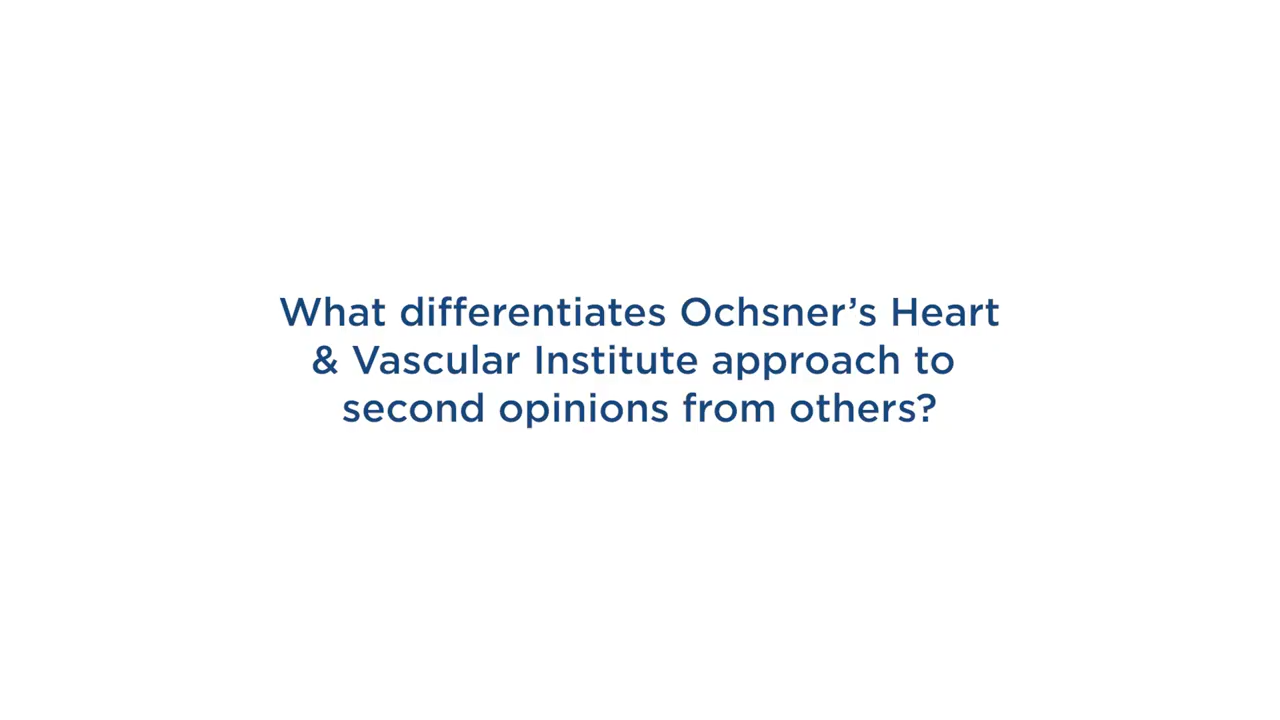 What differentiates Ochsner’s Heart
& Vascular Institute approach to
second opinions from others?